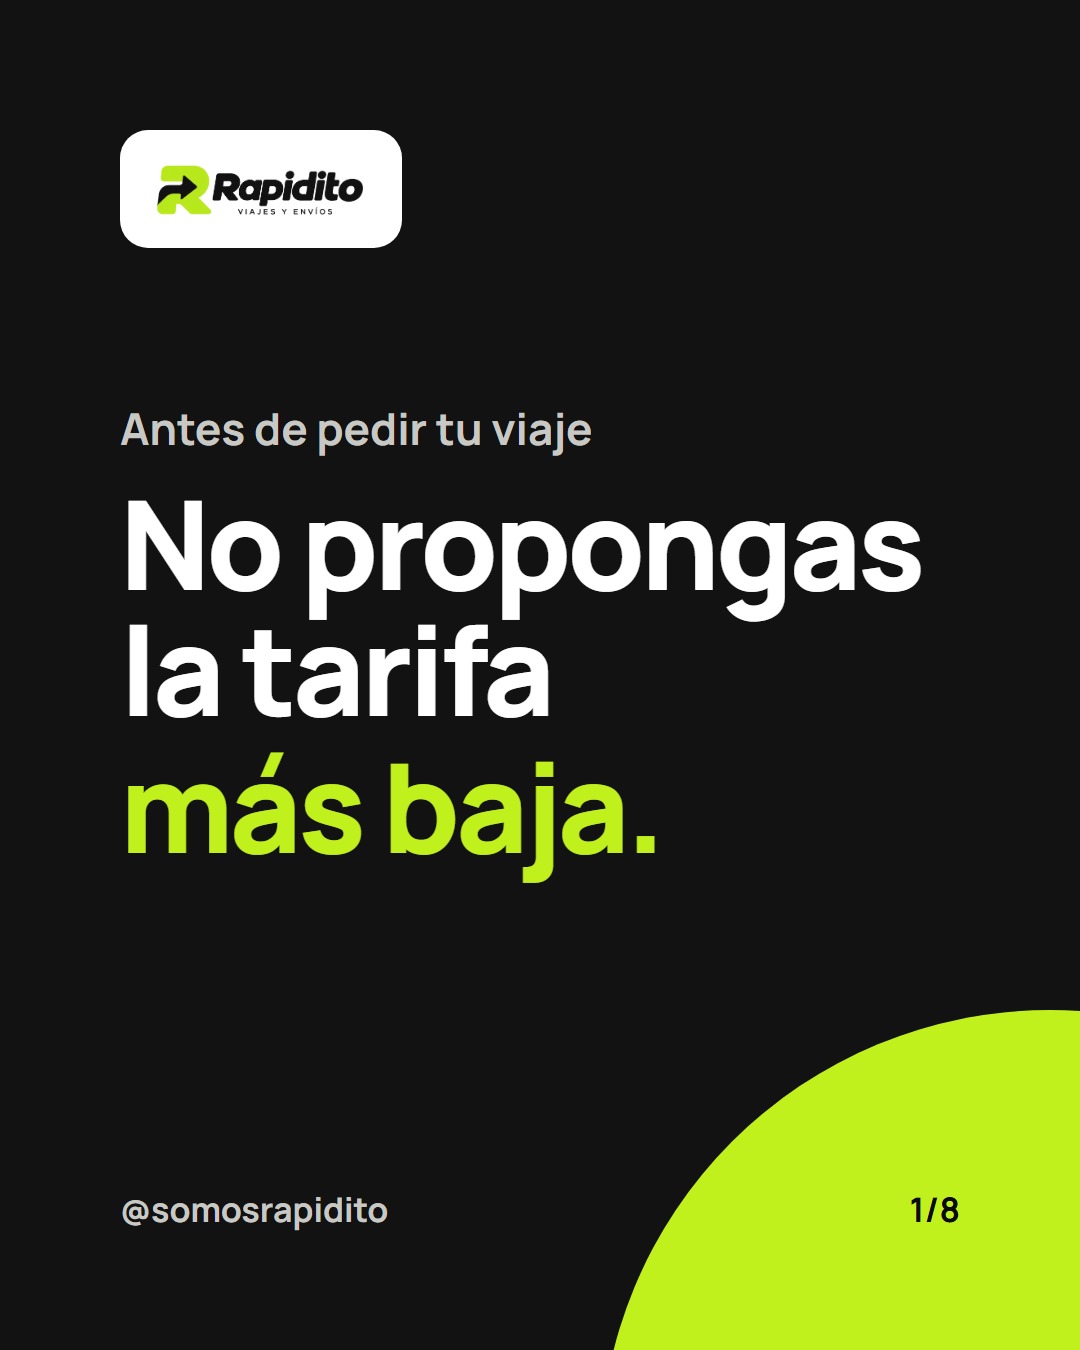 Rapidito
VIAJES Y ENVÍOS
Antes de pedir tu viaje
No propongas
la tarifa
más baja.
@somosrapidito
1/8